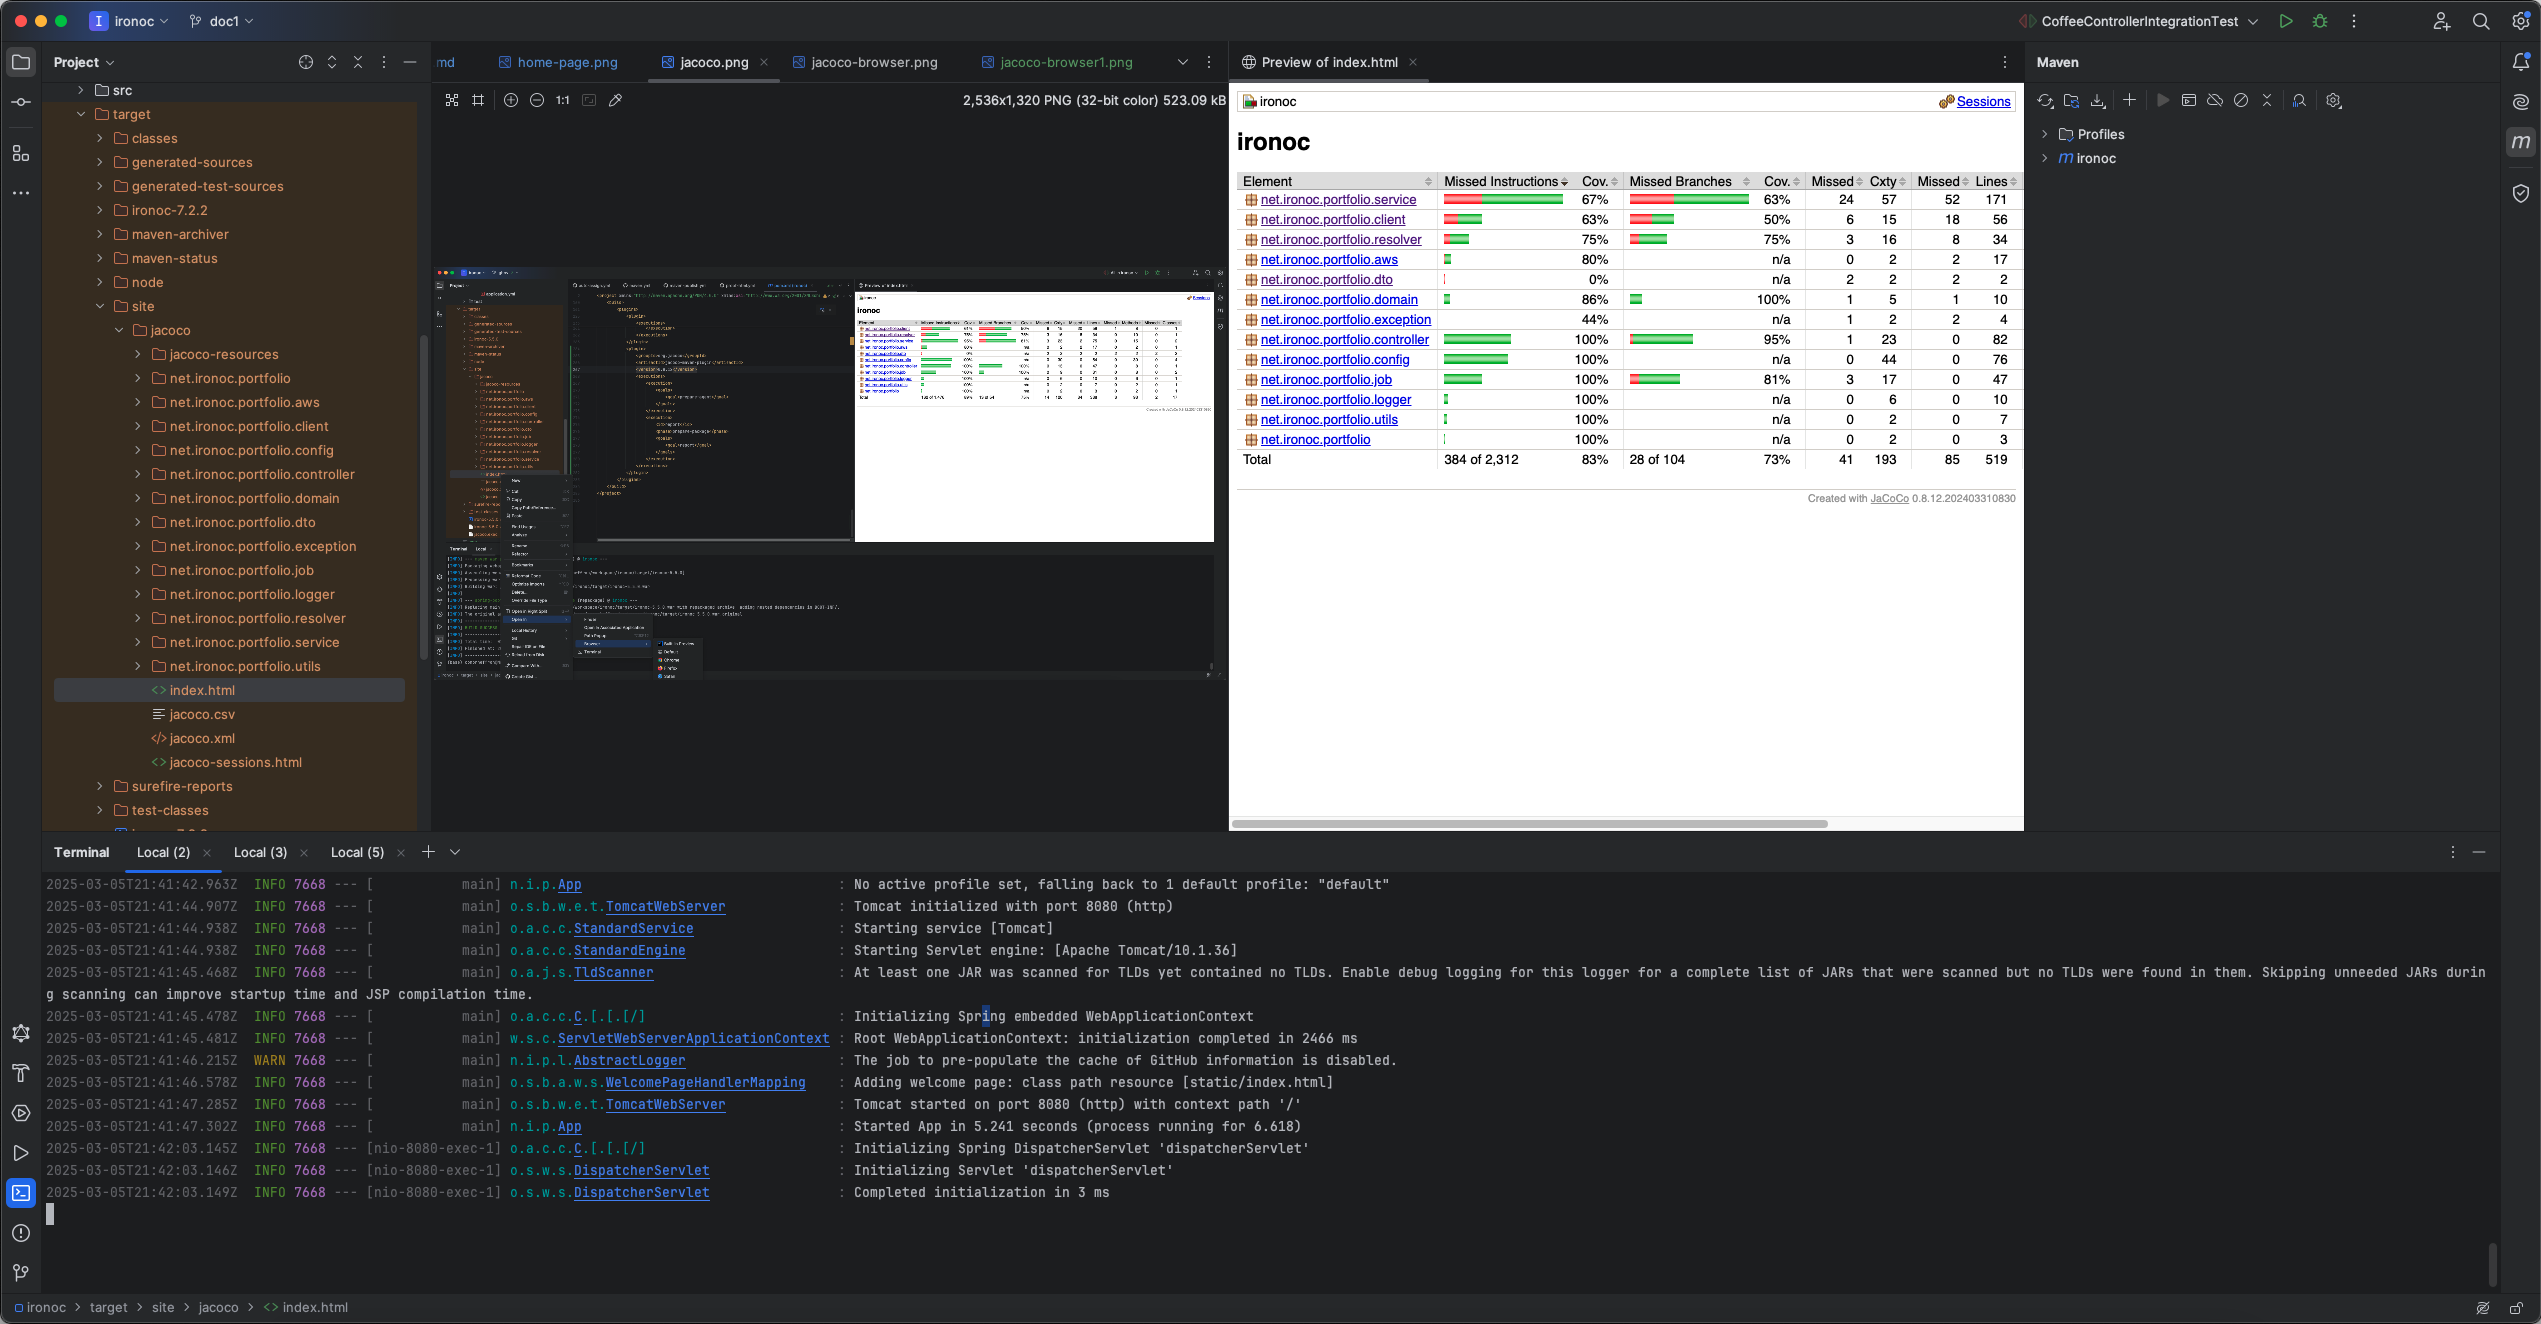 I ironoc doc1 CoffeeControllerIntegrationTest
Project
src
target
classes
generated-sources
generated-test-sources
ironoc-7.2.2
maven-archiver
maven-status
node
site
jacoco
jacoco-resources
net.ironoc.portfolio
net.ironoc.portfolio.aws
net.ironoc.portfolio.client
net.ironoc.portfolio.config
net.ironoc.portfolio.controller
net.ironoc.portfolio.domain
net.ironoc.portfolio.dto
net.ironoc.portfolio.exception
net.ironoc.portfolio.job
net.ironoc.portfolio.logger
net.ironoc.portfolio.resolver
net.ironoc.portfolio.service
net.ironoc.portfolio.utils
index.html
jacoco.csv
jacoco.xml
jacoco-sessions.html
surefire-reports
test-classes
md home-page.png jacoco.png jacoco-browser.png jacoco-browser1.png
1:1 2,536x1,320 PNG (32-bit color) 523.09 kB
Preview of index.html
ironoc Sessions
ironoc
Element Missed Instructions Cov. Missed Branches Cov. Missed Cxty Missed Lines
net.ironoc.portfolio.service 67% 63% 24 57 52 171
net.ironoc.portfolio.client 63% 50% 6 15 18 56
net.ironoc.portfolio.resolver 75% 75% 3 16 8 34
net.ironoc.portfolio.aws 80% n/a 0 2 2 17
net.ironoc.portfolio.dto 0% n/a 2 2 2 2
net.ironoc.portfolio.domain 86% 100% 1 5 1 10
net.ironoc.portfolio.exception 44% n/a 1 2 2 4
net.ironoc.portfolio.controller 100% 95% 1 23 0 82
net.ironoc.portfolio.config 100% n/a 0 44 0 76
net.ironoc.portfolio.job 100% 81% 3 17 0 47
net.ironoc.portfolio.logger 100% n/a 0 6 0 10
net.ironoc.portfolio.utils 100% n/a 0 2 0 7
net.ironoc.portfolio 100% n/a 0 2 0 3
Total 384 of 2,312 83% 28 of 104 73% 41 193 85 519
Created with JaCoCo 0.8.12.202403310830
Maven
Profiles
m ironoc
m
Terminal Local (2) Local (3) Local (5)
2025-03-05T21:41:42.963Z INFO 7668 --- [ main] n.i.p.App : No active profile set, falling back to 1 default profile: "default"
2025-03-05T21:41:44.907Z INFO 7668 --- [ main] o.s.b.w.e.t.TomcatWebServer : Tomcat initialized with port 8080 (http)
2025-03-05T21:41:44.938Z INFO 7668 --- [ main] o.a.c.c.StandardService : Starting service [Tomcat]
2025-03-05T21:41:44.938Z INFO 7668 --- [ main] o.a.c.c.StandardEngine : Starting Servlet engine: [Apache Tomcat/10.1.36]
2025-03-05T21:41:45.468Z INFO 7668 --- [ main] o.a.j.s.TldScanner : At least one JAR was scanned for TLDs yet contained no TLDs. Enable debug logging for this logger for a complete list of JARs that were scanned but no TLDs were found in them. Skipping unneeded JARs durin
g scanning can improve startup time and JSP compilation time.
2025-03-05T21:41:45.478Z INFO 7668 --- [ main] o.a.c.c.C.[.[.[/] : Initializing Spring embedded WebApplicationContext
2025-03-05T21:41:45.481Z INFO 7668 --- [ main] w.s.c.ServletWebServerApplicationContext : Root WebApplicationContext: initialization completed in 2466 ms
2025-03-05T21:41:46.215Z WARN 7668 --- [ main] n.i.p.l.AbstractLogger : The job to pre-populate the cache of GitHub information is disabled.
2025-03-05T21:41:46.578Z INFO 7668 --- [ main] o.s.b.a.w.s.WelcomePageHandlerMapping : Adding welcome page: class path resource [static/index.html]
2025-03-05T21:41:47.285Z INFO 7668 --- [ main] o.s.b.w.e.t.TomcatWebServer : Tomcat started on port 8080 (http) with context path '/'
2025-03-05T21:41:47.302Z INFO 7668 --- [ main] n.i.p.App : Started App in 5.241 seconds (process running for 6.618)
2025-03-05T21:42:03.145Z INFO 7668 --- [nio-8080-exec-1] o.a.c.c.C.[.[.[/] : Initializing Spring DispatcherServlet 'dispatcherServlet'
2025-03-05T21:42:03.146Z INFO 7668 --- [nio-8080-exec-1] o.s.w.s.DispatcherServlet : Initializing Servlet 'dispatcherServlet'
2025-03-05T21:42:03.149Z INFO 7668 --- [nio-8080-exec-1] o.s.w.s.DispatcherServlet : Completed initialization in 3 ms
ironoc > target > site > jacoco > index.html